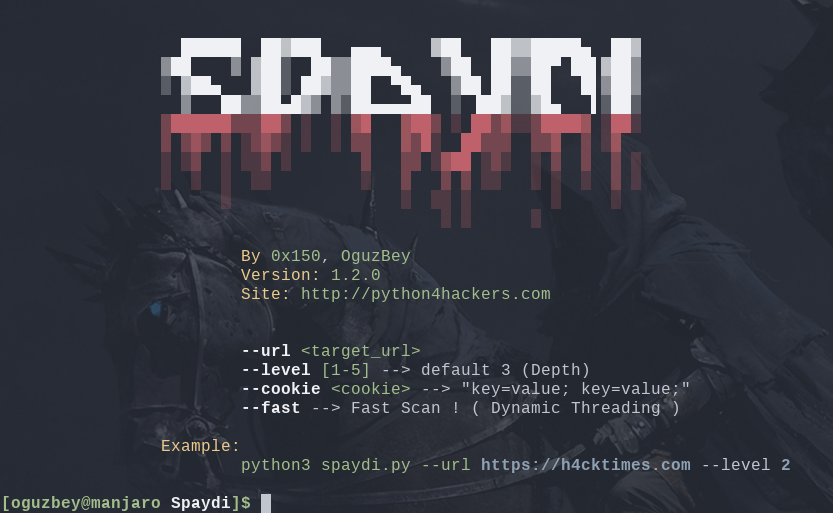 SPAYDI
By 0x150, OguzBey
Version: 1.2.0
Site: http://python4hackers.com
--url <target_url>
--level [1-5] --> default 3 (Depth)
--cookie <cookie> --> "key=value; key=value;"
--fast --> Fast Scan ! ( Dynamic Threading )
Example:
python3 spaydi.py --url https://h4cktimes.com --level 2
[oguzbey@manjaro Spaydi]$